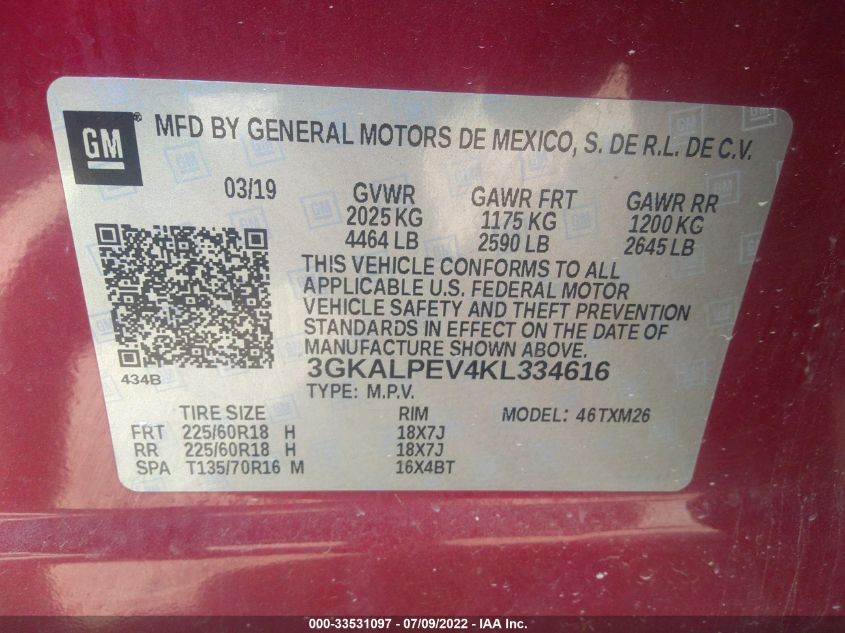 GM ® MFD BY GENERAL MOTORS DE MEXICO, S. DE R.L. DE C.V.
03/19 GVWR GAWR FRT GAWR RR
2025 KG 1175 KG 1200 KG
4464 LB 2590 LB 2645 LB
THIS VEHICLE CONFORMS TO ALL
APPLICABLE U.S. FEDERAL MOTOR
VEHICLE SAFETY AND THEFT PREVENTION
STANDARDS IN EFFECT ON THE DATE OF
MANUFACTURE SHOWN ABOVE.
434B 3GKALPEV4KL334616
TYPE: M.P.V.
TIRE SIZE RIM MODEL: 46TXM26
FRT 225/60R18 H 18X7J
RR 225/60R18 H 18X7J
SPA T135/70R16 M 16X4BT
000-33531097 - 07/09/2022 - IAA Inc.